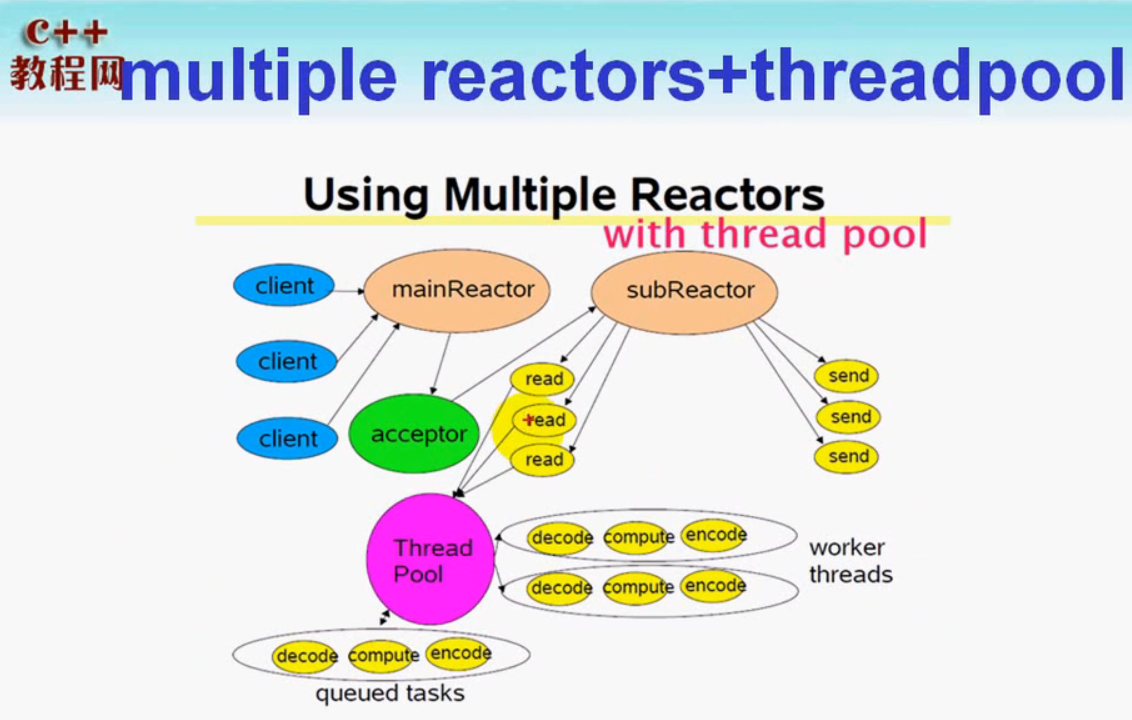 C++
教程网
multiple reactors+threadpool
Using Multiple Reactors
with thread pool
client
mainReactor
subReactor
client
client
acceptor
read
read
read
send
send
send
Thread
Pool
decode compute encode
decode compute encode
worker
threads
decode compute encode
queued tasks